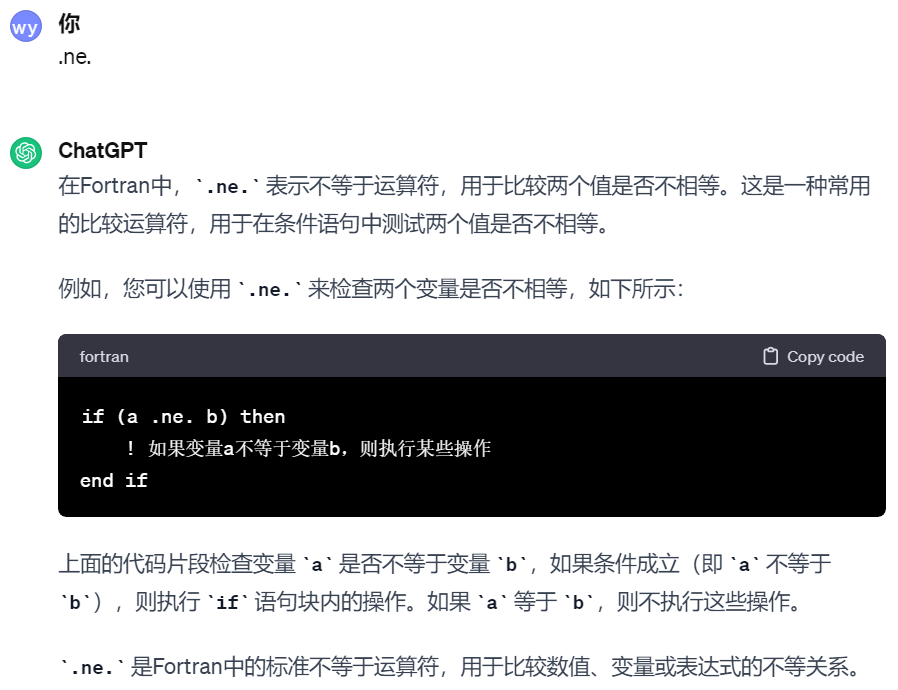 wy 你
.ne.
ChatGPT
在Fortran中，`.ne.` 表示不等于运算符，用于比较两个值是否不相等。这是一种常用
的比较运算符，用于在条件语句中测试两个值是否不相等。
例如，您可以使用 `.ne.` 来检查两个变量是否不相等，如下所示：
fortran Copy code
if (a .ne. b) then
! 如果变量a不等于变量b，则执行某些操作
end if
上面的代码片段检查变量 `a` 是否不等于变量 `b`，如果条件成立（即 `a` 不等于
`b`），则执行 `if` 语句块内的操作。如果 `a` 等于 `b`，则不执行这些操作。
`.ne.` 是Fortran中的标准不等于运算符，用于比较数值、变量或表达式的不等关系。